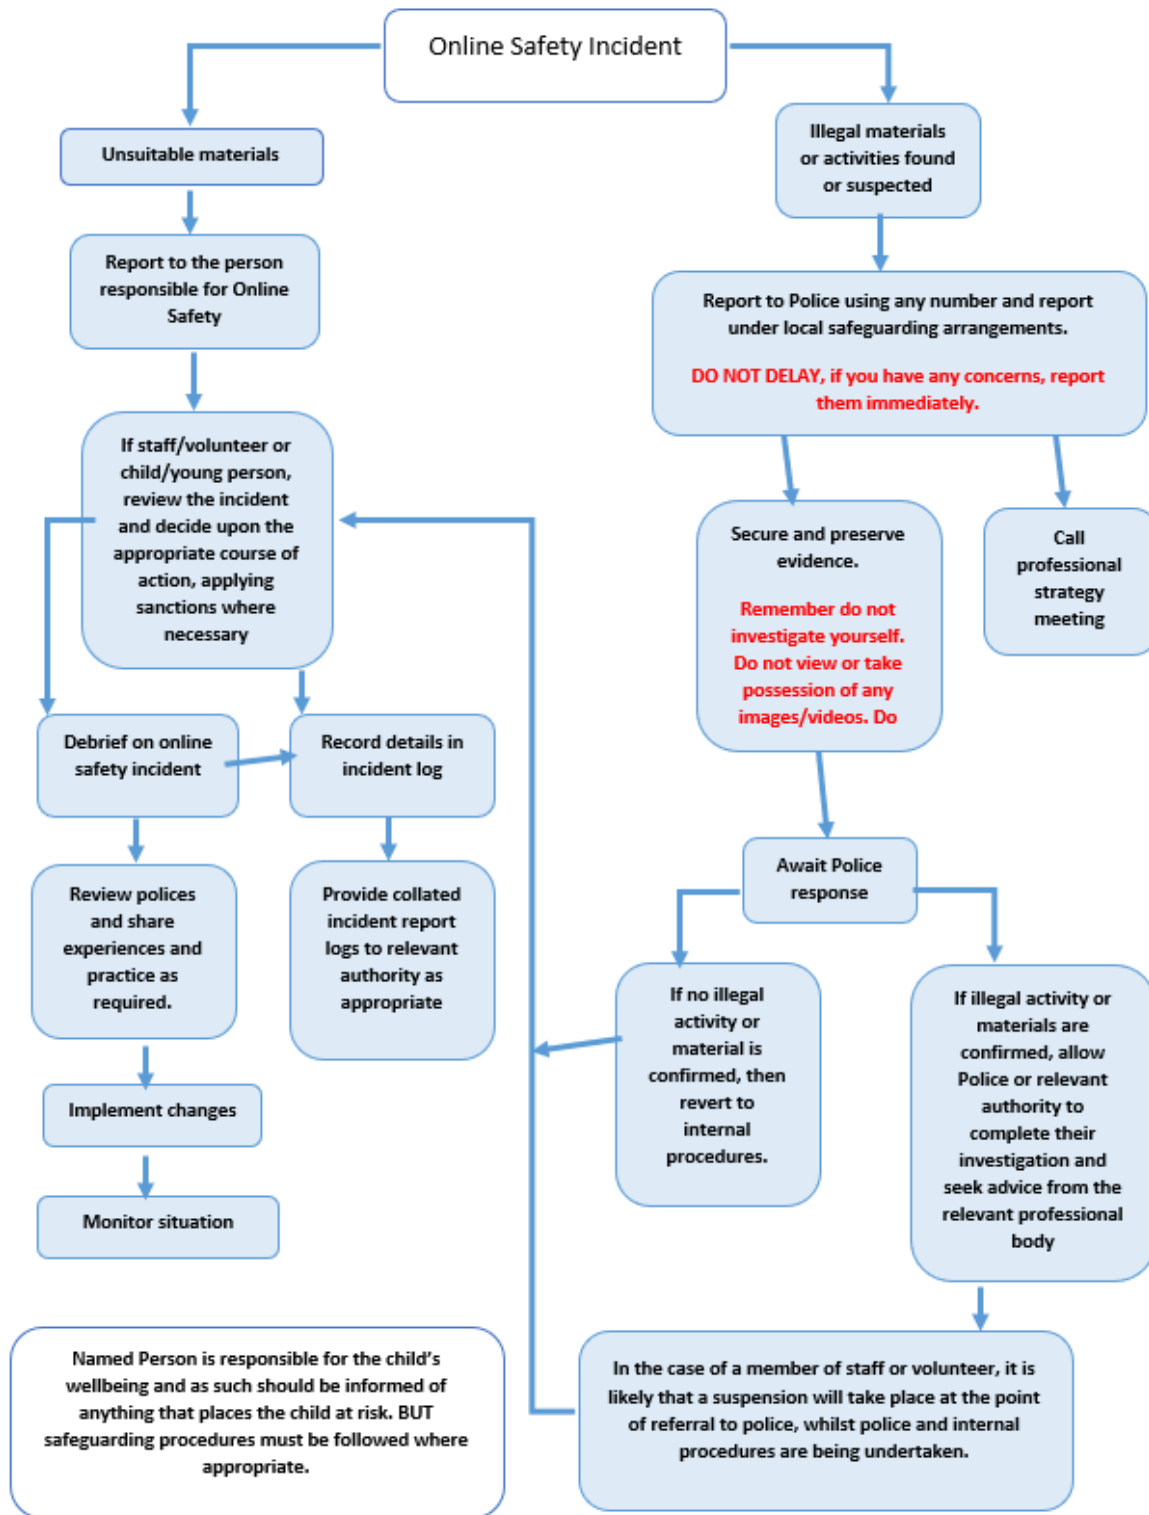 Online Safety Incident
Unsuitable materials
Report to the person
responsible for Online
Safety
If staff/volunteer or
child/young person,
review the incident
and decide upon the
appropriate course of
action, applying
sanctions where
necessary
Debrief on online
safety incident
Record details in
incident log
Review polices
and share
experiences and
practice as
required.
Provide collated
incident report
logs to relevant
authority as
appropriate
Implement changes
Monitor situation
Named Person is responsible for the child’s
wellbeing and as such should be informed of
anything that places the child at risk. BUT
safeguarding procedures must be followed where
appropriate.
Illegal materials
or activities found
or suspected
Report to Police using any number and report
under local safeguarding arrangements.
DO NOT DELAY, if you have any concerns, report
them immediately.
Secure and preserve
evidence.
Remember do not
investigate yourself.
Do not view or take
possession of any
images/videos. Do
Call
professional
strategy
meeting
Await Police
response
If no illegal
activity or
material is
confirmed, then
revert to
internal
procedures.
If illegal activity or
materials are
confirmed, allow
Police or relevant
authority to
complete their
investigation and
seek advice from the
relevant professional
body
In the case of a member of staff or volunteer, it is
likely that a suspension will take place at the point
of referral to police, whilst police and internal
procedures are being undertaken.